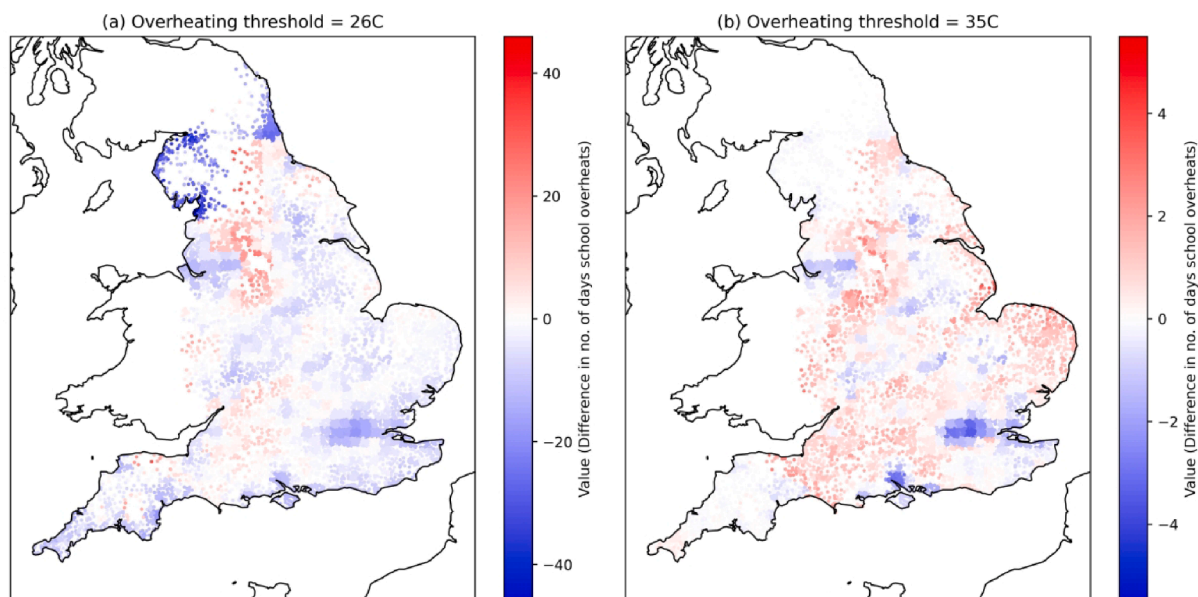 (a) Overheating threshold = 26C
40
20
0
−20
−40
Value (Difference in no. of days school overheats)
(b) Overheating threshold = 35C
4
2
0
−2
−4
Value (Difference in no. of days school overheats)